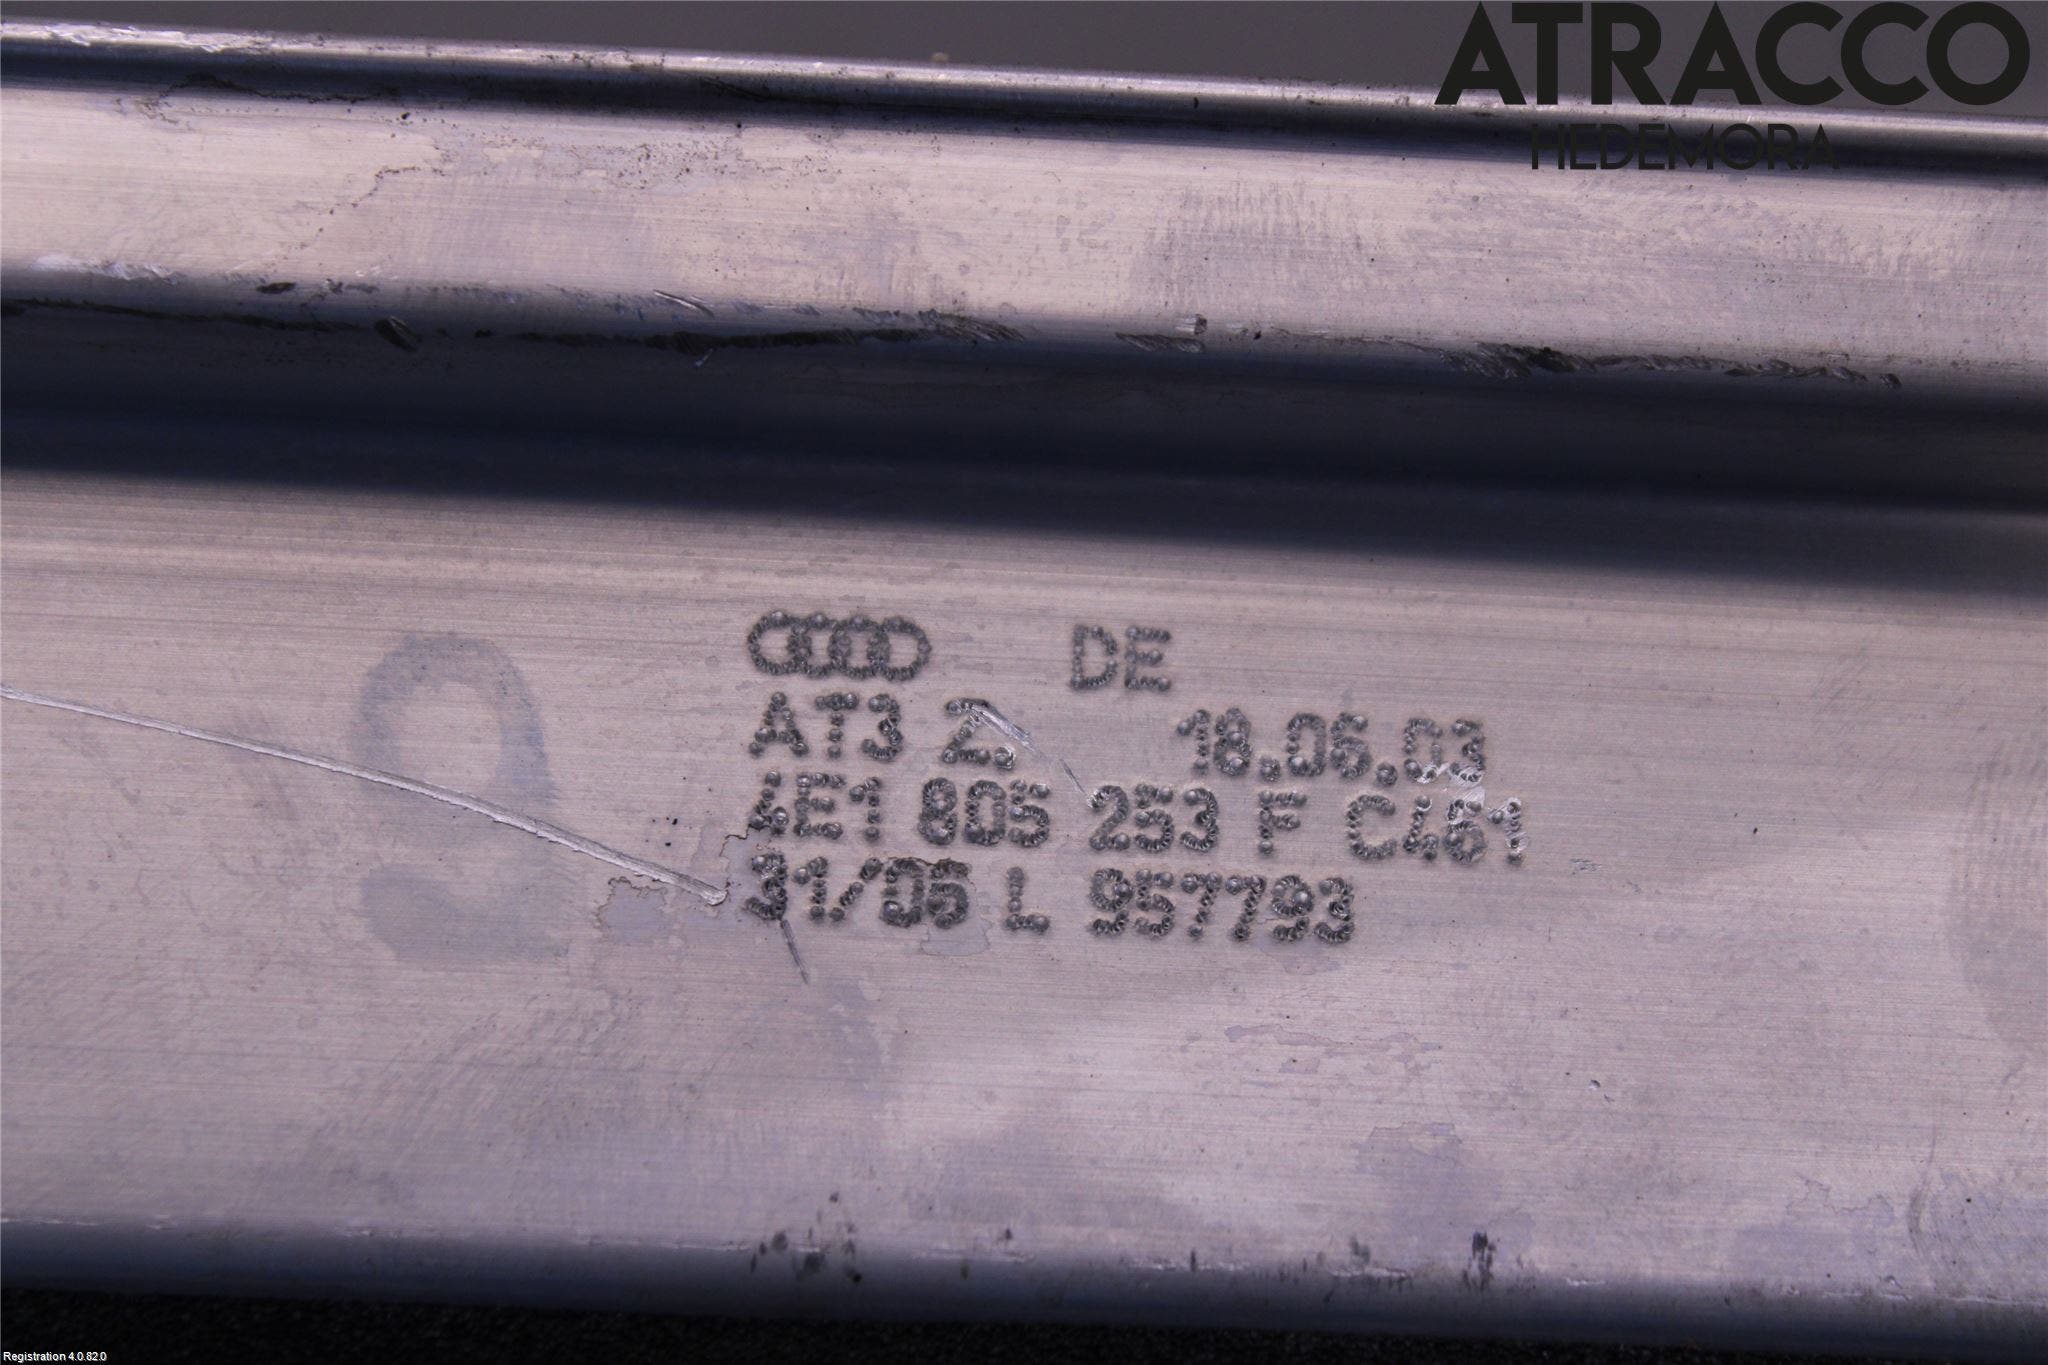 ATRACCO
HEDEMORA
DE
AT3 2. 18.06.03
4E1 805 253 F C461
31/05 L 957793
Registration 4.0.82.0